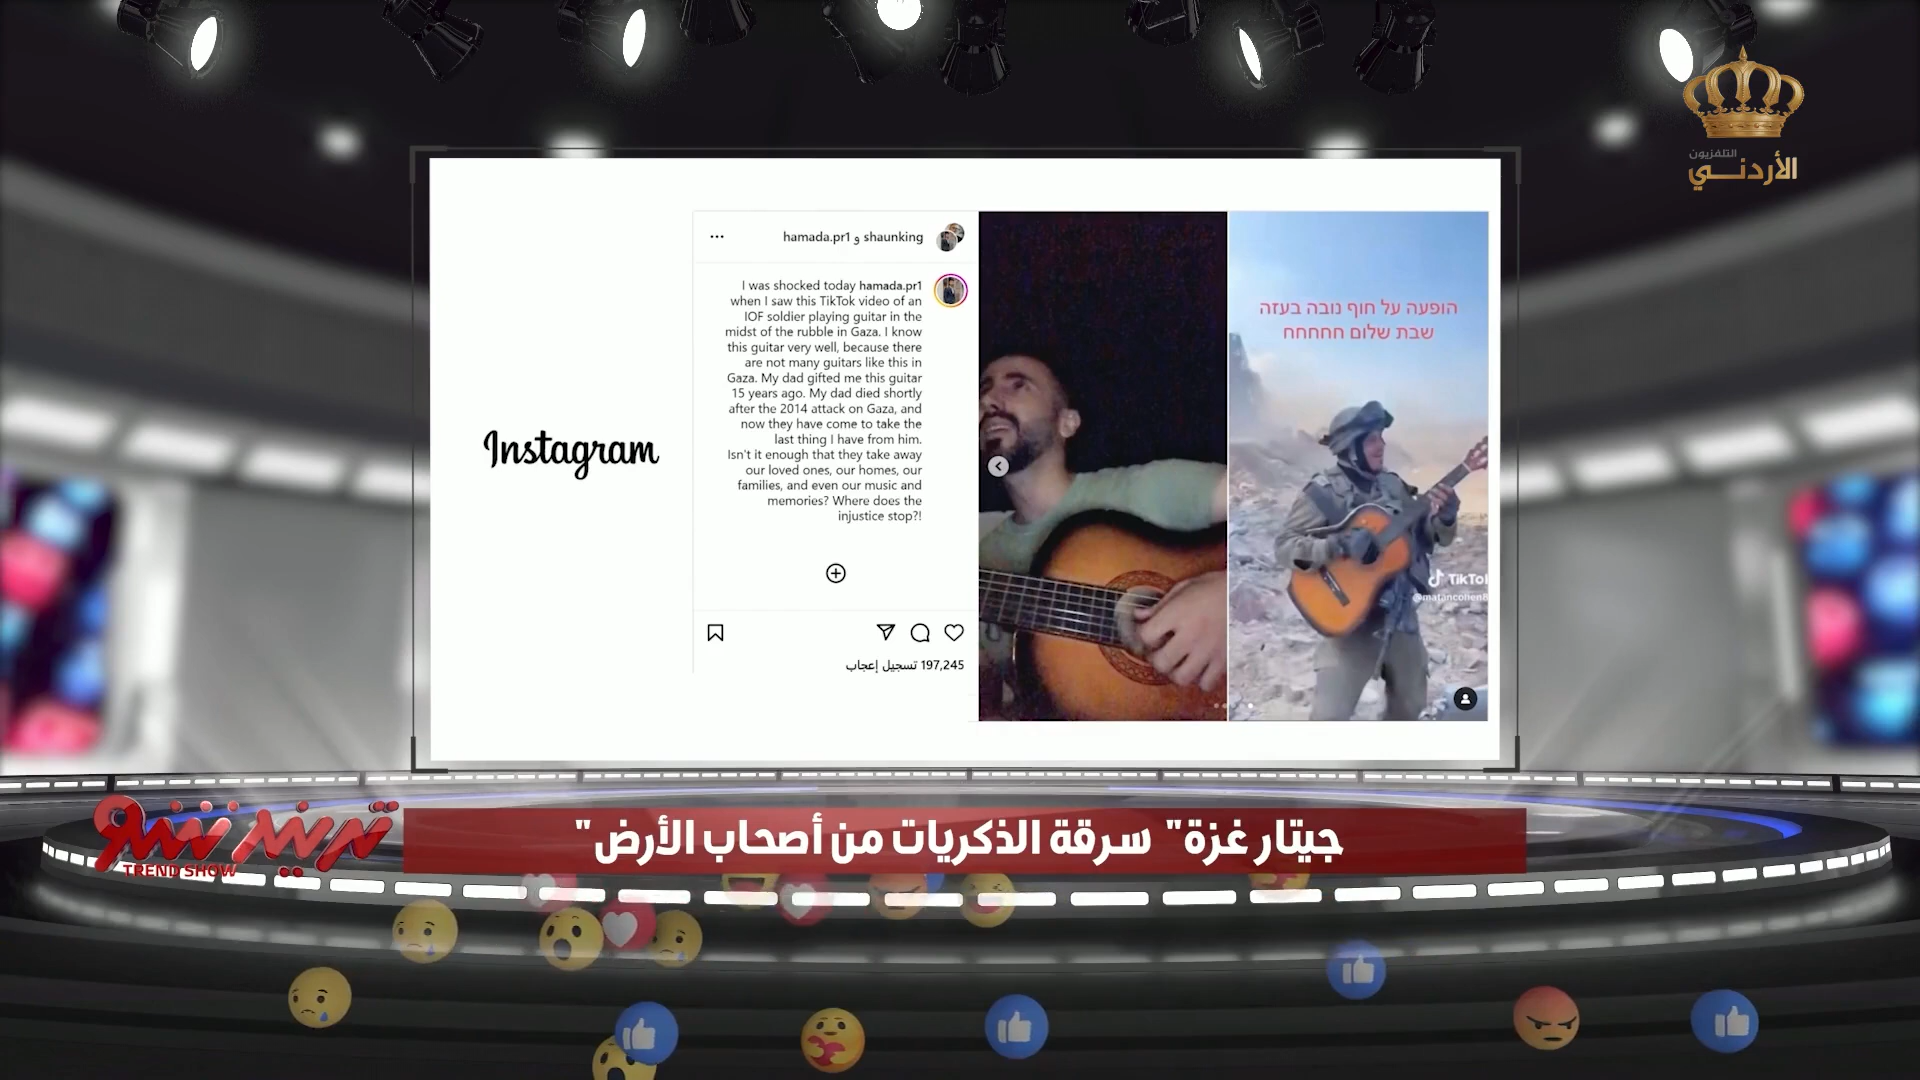 التلفزيون
الأردنـي
hamada.pr1 و shaunking
hamada.pr1 I was shocked today
when I saw this TikTok video of an
IOF soldier playing guitar in the
midst of the rubble in Gaza. I know
this guitar very well, because there
are not many guitars like this in
Gaza. My dad gifted me this guitar
15 years ago. My dad died shortly
after the 2014 attack on Gaza, and
now they have come to take the
last thing I have from him.
Isn't it enough that they take away
our loved ones, our homes, our
families, and even our music and
memories? Where does the
injustice stop?!
197,245 تسجيل إعجاب
Instagram
הופעה על חוף נובה בעזה
שבת שלום חחחחח
TikTo
@matancohen8
جيتار غزة" سرقة الذكريات من أصحاب الأرض"
تريند شو
TREND SHOW